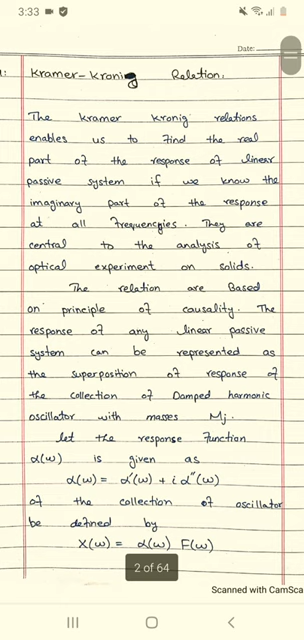 3:33
Date:
Kramer-Kronig Relation:
The kramer kronig relations
enables us to find the real
part of the response of linear
passive system if we know the
imaginary part of the response
at all frequencies. They are
central to the analysis of
optical experiment on solids.
The relation are Based
on principle of causality. The
response of any linear passive
system can be represented as
the superposition of response of
the collection of Damped harmonic
oscillator with masses Mj.
let the response function
α(ω) is given as
α(ω) = α'(ω) + i α''(ω)
of the collection of oscillator
be defined by
X(ω) = α(ω) F(ω)
2 of 64
Scanned with CamSca